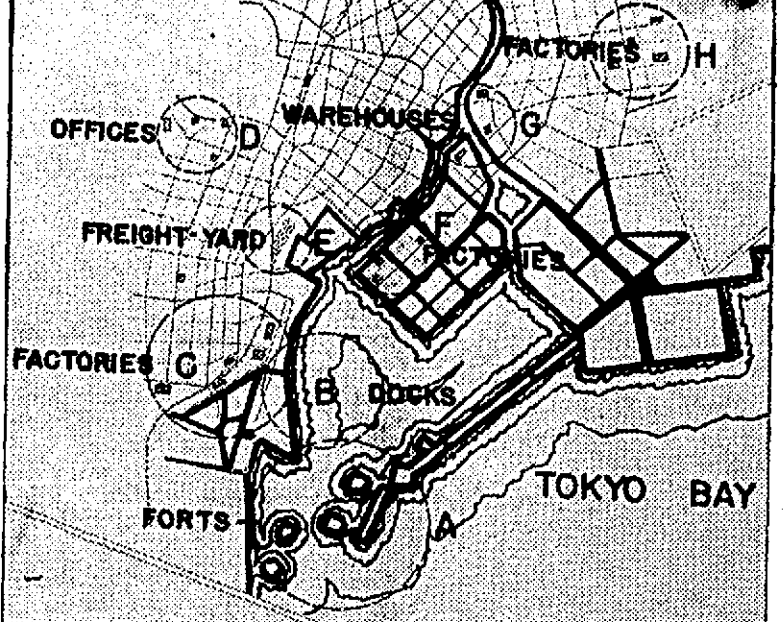 FACTORIES H
WAREHOUSES G
OFFICES D
FREIGHT-YARD E
F
FACTORIES
FACTORIES C
B DOCKS
TOKYO BAY
FORTS A